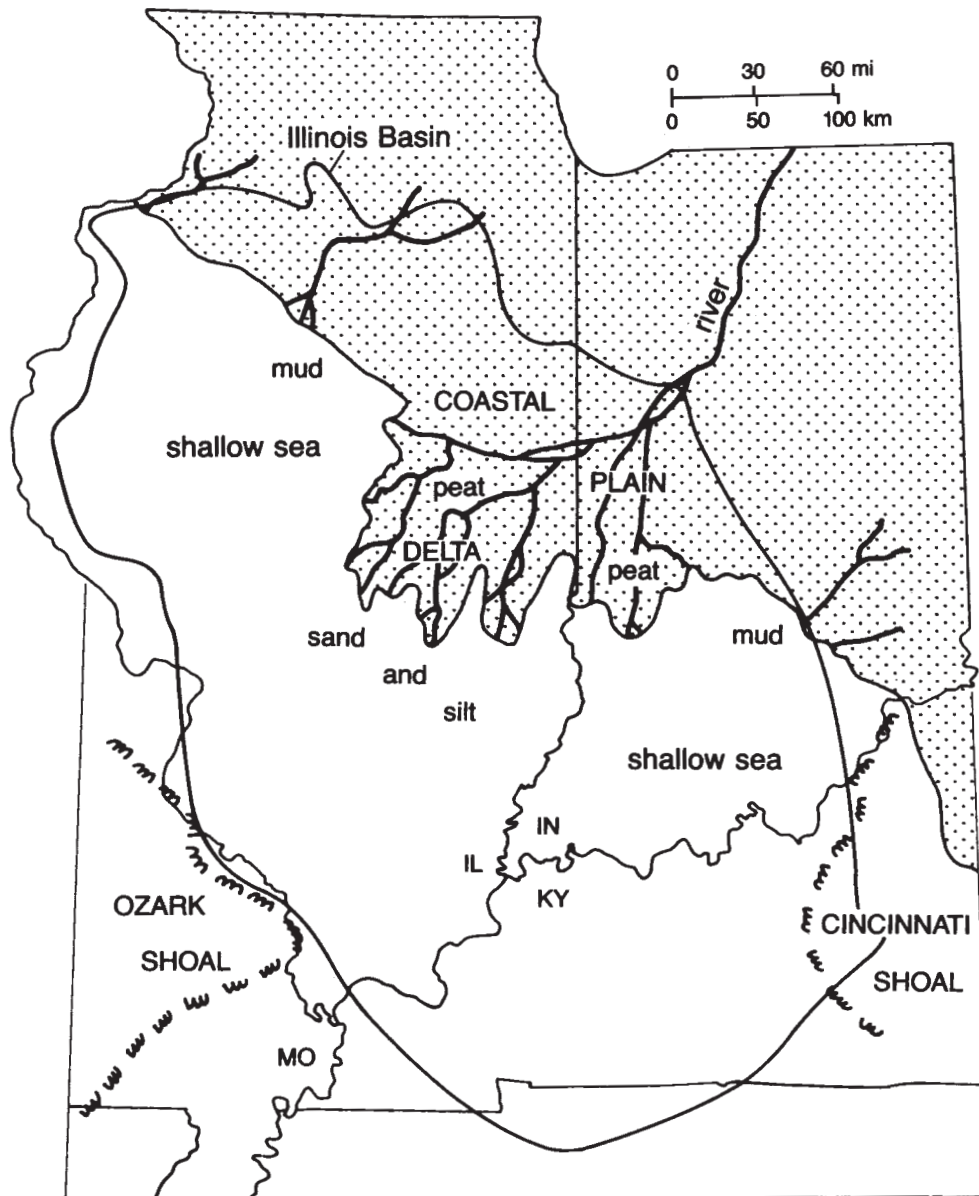 0 30 60 mi
0 50 100 km
Illinois Basin
river
mud
COASTAL
shallow sea
peat
PLAIN
DELTA
peat
sand
mud
and
silt
shallow sea
IN
IL
KY
OZARK
CINCINNATI
SHOAL
SHOAL
MO